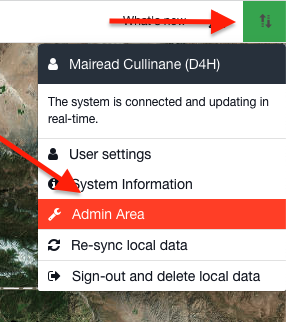 What's new
Mairead Cullinane (D4H)
The system is connected and updating in
real-time.
User settings
System Information
Admin Area
Re-sync local data
Sign-out and delete local data